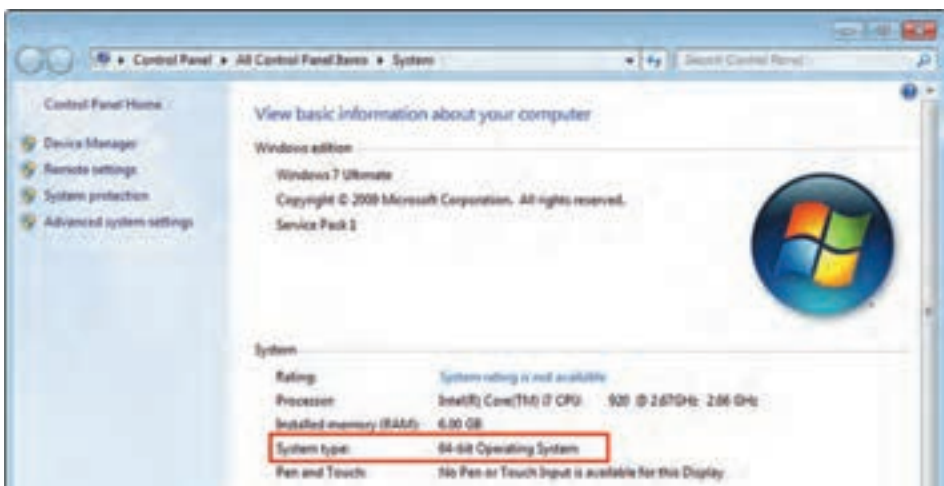 Control Panel ▸ All Control Panel Items ▸ System
Search Control Panel
Control Panel Home
Device Manager
Remote settings
System protection
Advanced system settings
View basic information about your computer
Windows edition
Windows 7 Ultimate
Copyright © 2009 Microsoft Corporation. All rights reserved.
Service Pack 1
System
Rating: System rating is not available
Processor: Intel(R) Core(TM) i7 CPU 920 @ 2.67GHz 2.66 GHz
Installed memory (RAM): 6.00 GB
System type: 64-bit Operating System
Pen and Touch: No Pen or Touch Input is available for this Display